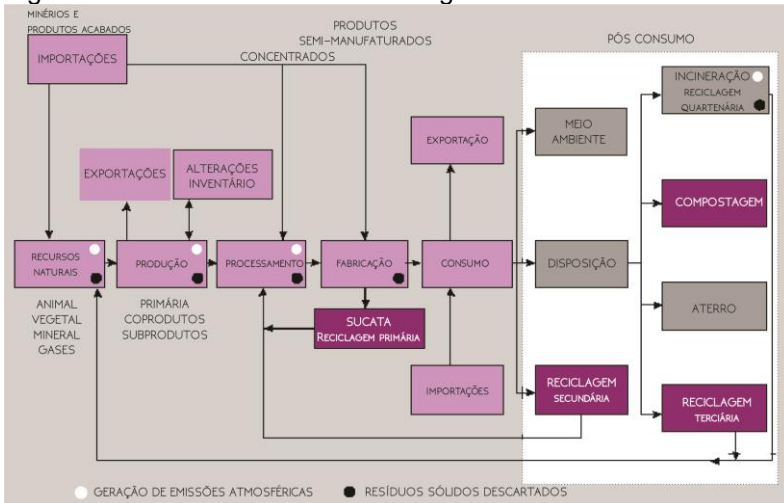 MINÉRIOS E
PRODUTOS ACABADOS
IMPORTAÇÕES
PRODUTOS
SEMI-MANUFATURADOS
CONCENTRADOS
PÓS CONSUMO
INCINERAÇÃO
RECICLAGEM
QUARTENÁRIA
MEIO
AMBIENTE
EXPORTAÇÃO
EXPORTAÇÕES
ALTERAÇÕES
INVENTÁRIO
COMPOSTAGEM
RECURSOS
NATURAIS
PRODUÇÃO
PROCESSAMENTO
FABRICAÇÃO
CONSUMO
DISPOSIÇÃO
ATERRO
ANIMAL
VEGETAL
MINERAL
GASES
PRIMÁRIA
COPRODUTOS
SUBPRODUTOS
SUCATA
RECICLAGEM PRIMÁRIA
IMPORTAÇÕES
RECICLAGEM
SECUNDÁRIA
RECICLAGEM
TERCIÁRIA
GERAÇÃO DE EMISSÕES ATMOSFÉRICAS
RESÍDUOS SÓLIDOS DESCARTADOS